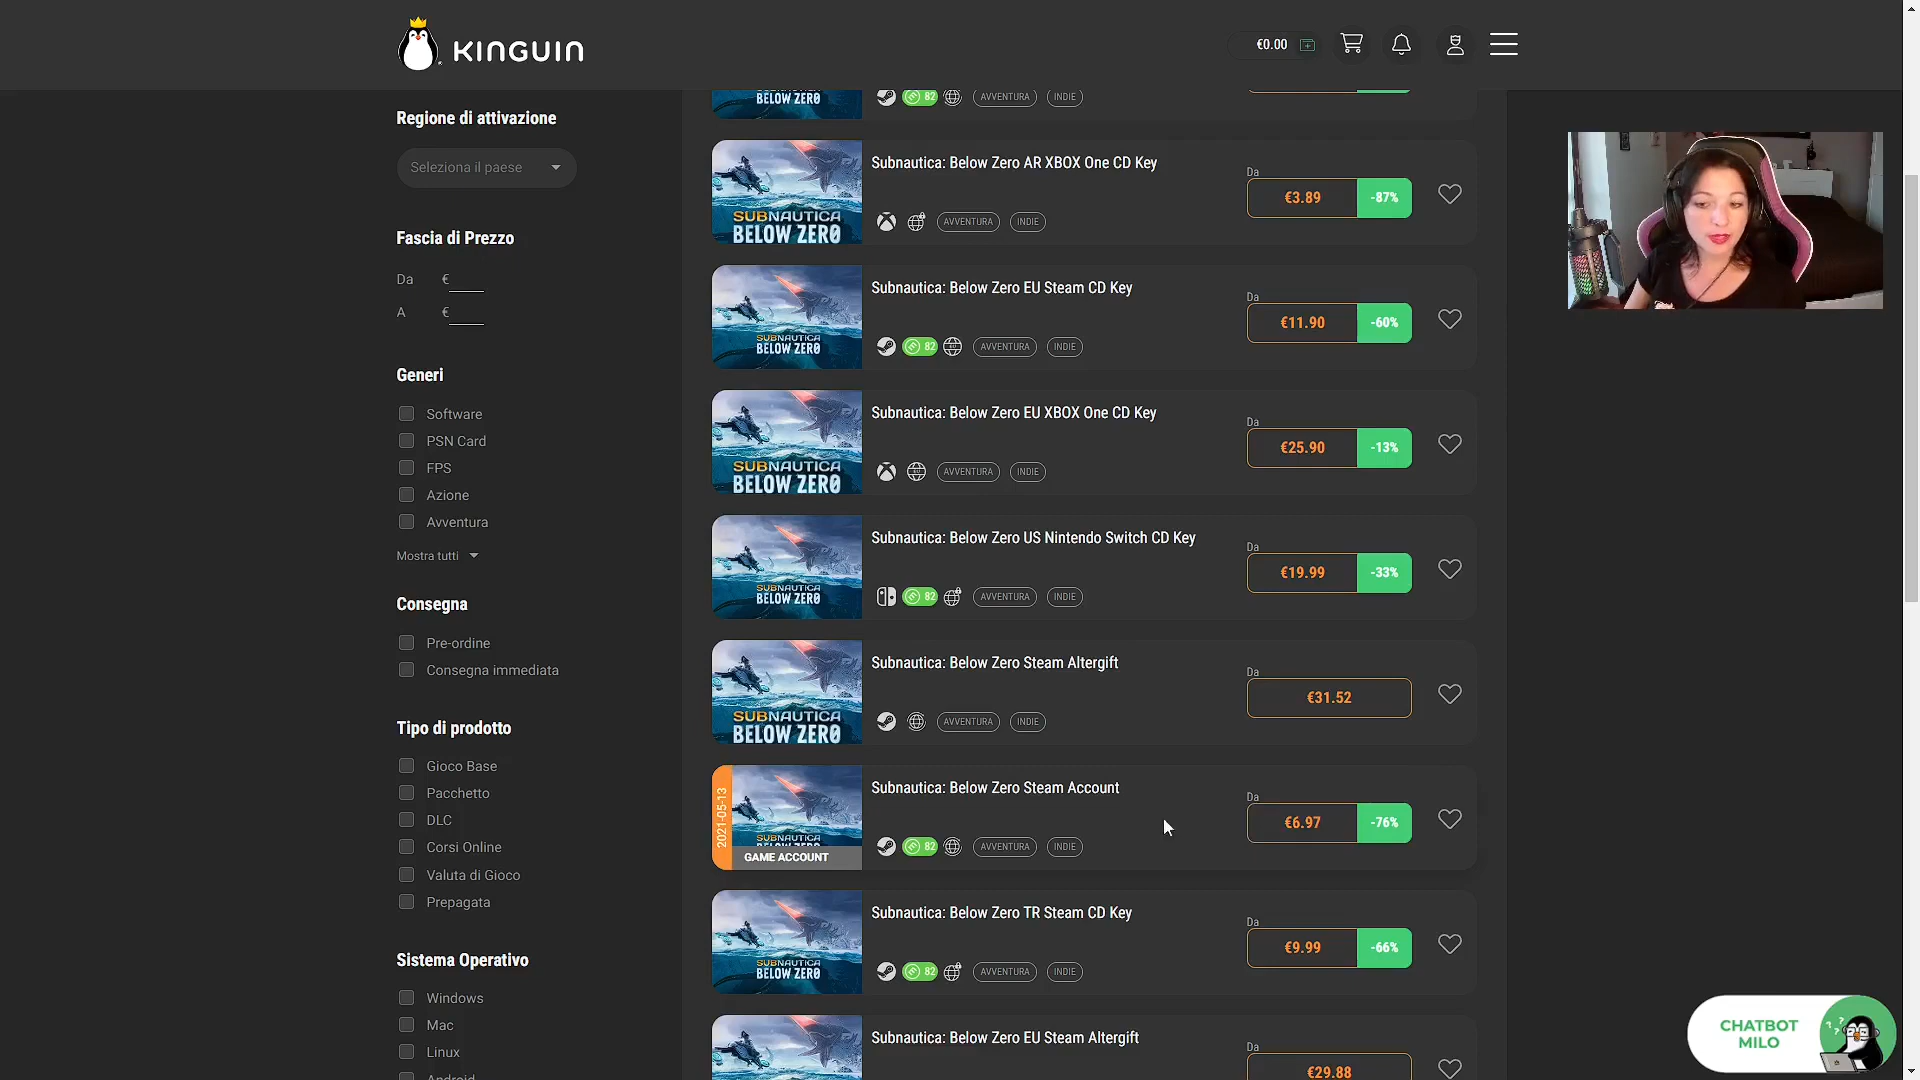 KINGUIN
€0.00
Regione di attivazione
Seleziona il paese
Fascia di Prezzo
Da €
A €
Generi
Software
PSN Card
FPS
Azione
Avventura
Mostra tutti
Consegna
Pre-ordine
Consegna immediata
Tipo di prodotto
Gioco Base
Pacchetto
DLC
Corsi Online
Valuta di Gioco
Prepagata
Sistema Operativo
Windows
Mac
Linux
Android
BELOW ZERO
82 AVVENTURA INDIE
SUBNAUTICA
BELOW ZERO
Subnautica: Below Zero AR XBOX One CD Key
AVVENTURA INDIE
Da
€3.89 -87%
SUBNAUTICA
BELOW ZERO
Subnautica: Below Zero EU Steam CD Key
82 AVVENTURA INDIE
Da
€11.90 -60%
SUBNAUTICA
BELOW ZERO
Subnautica: Below Zero EU XBOX One CD Key
AVVENTURA INDIE
Da
€25.90 -13%
SUBNAUTICA
BELOW ZERO
Subnautica: Below Zero US Nintendo Switch CD Key
82 AVVENTURA INDIE
Da
€19.99 -33%
SUBNAUTICA
BELOW ZERO
Subnautica: Below Zero Steam Altergift
AVVENTURA INDIE
Da
€31.52
2021-05-13
SUBNAUTICA
GAME ACCOUNT
Subnautica: Below Zero Steam Account
82 AVVENTURA INDIE
Da
€6.97 -76%
SUBNAUTICA
BELOW ZERO
Subnautica: Below Zero TR Steam CD Key
82 AVVENTURA INDIE
Da
€9.99 -66%
Subnautica: Below Zero EU Steam Altergift
Da
€29.88
CHATBOT
MILO